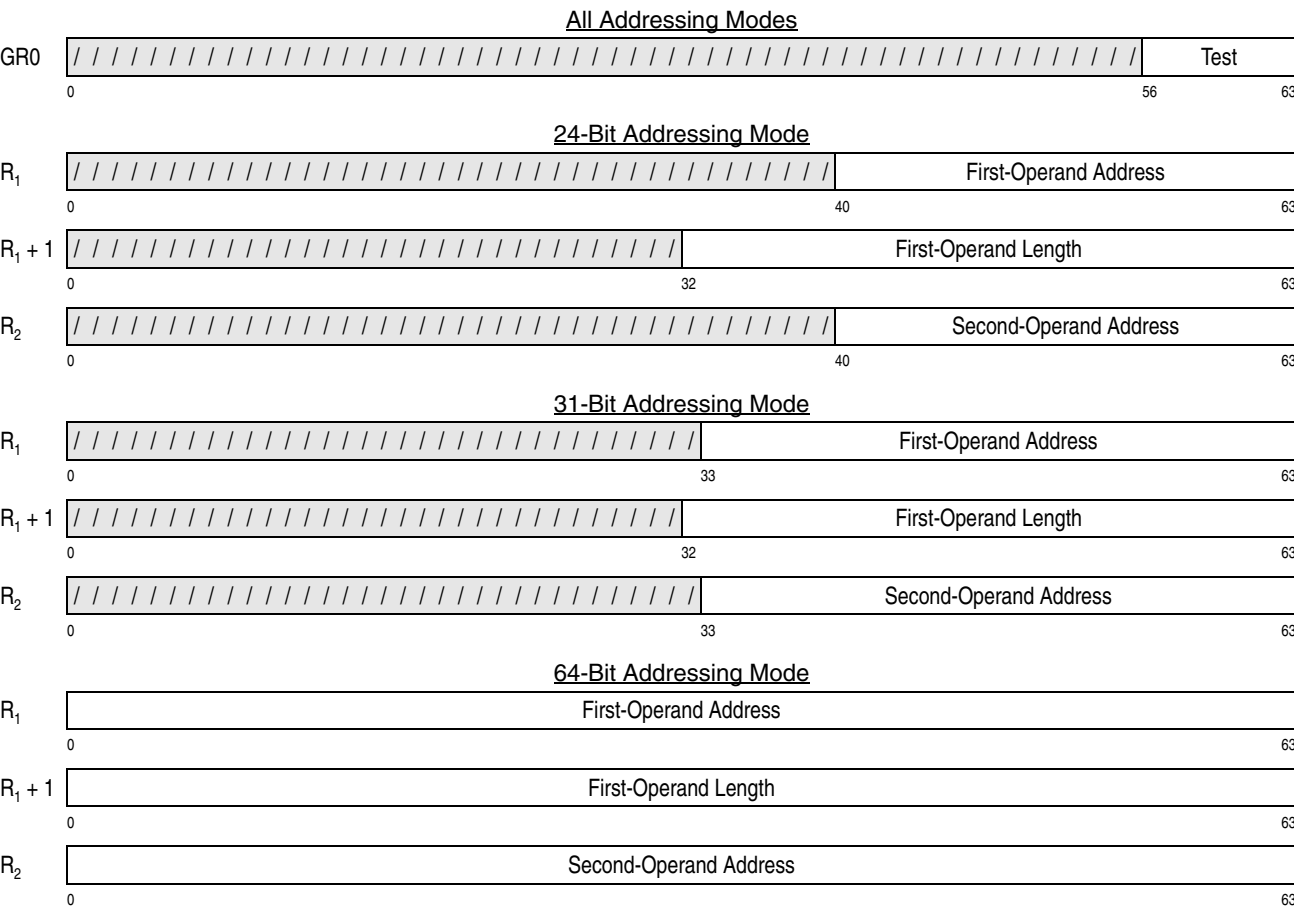 All Addressing Modes
GR0 / / / / / / / / / / / / / / / / / / / / / / / / / / / / / / / / / / / / / / / / / / / / / / / / / / / / / / / / Test
0 56 63
24-Bit Addressing Mode
R1 / / / / / / / / / / / / / / / / / / / / / / / / / / / / / / / / / / / / / / / / First-Operand Address
0 40 63
R1 + 1 / / / / / / / / / / / / / / / / / / / / / / / / / / / / / / / / First-Operand Length
0 32 63
R2 / / / / / / / / / / / / / / / / / / / / / / / / / / / / / / / / / / / / / / / / Second-Operand Address
0 40 63
31-Bit Addressing Mode
R1 / / / / / / / / / / / / / / / / / / / / / / / / / / / / / / / / / First-Operand Address
0 33 63
R1 + 1 / / / / / / / / / / / / / / / / / / / / / / / / / / / / / / / / First-Operand Length
0 32 63
R2 / / / / / / / / / / / / / / / / / / / / / / / / / / / / / / / / / Second-Operand Address
0 33 63
64-Bit Addressing Mode
R1 First-Operand Address
0 63
R1 + 1 First-Operand Length
0 63
R2 Second-Operand Address
0 63